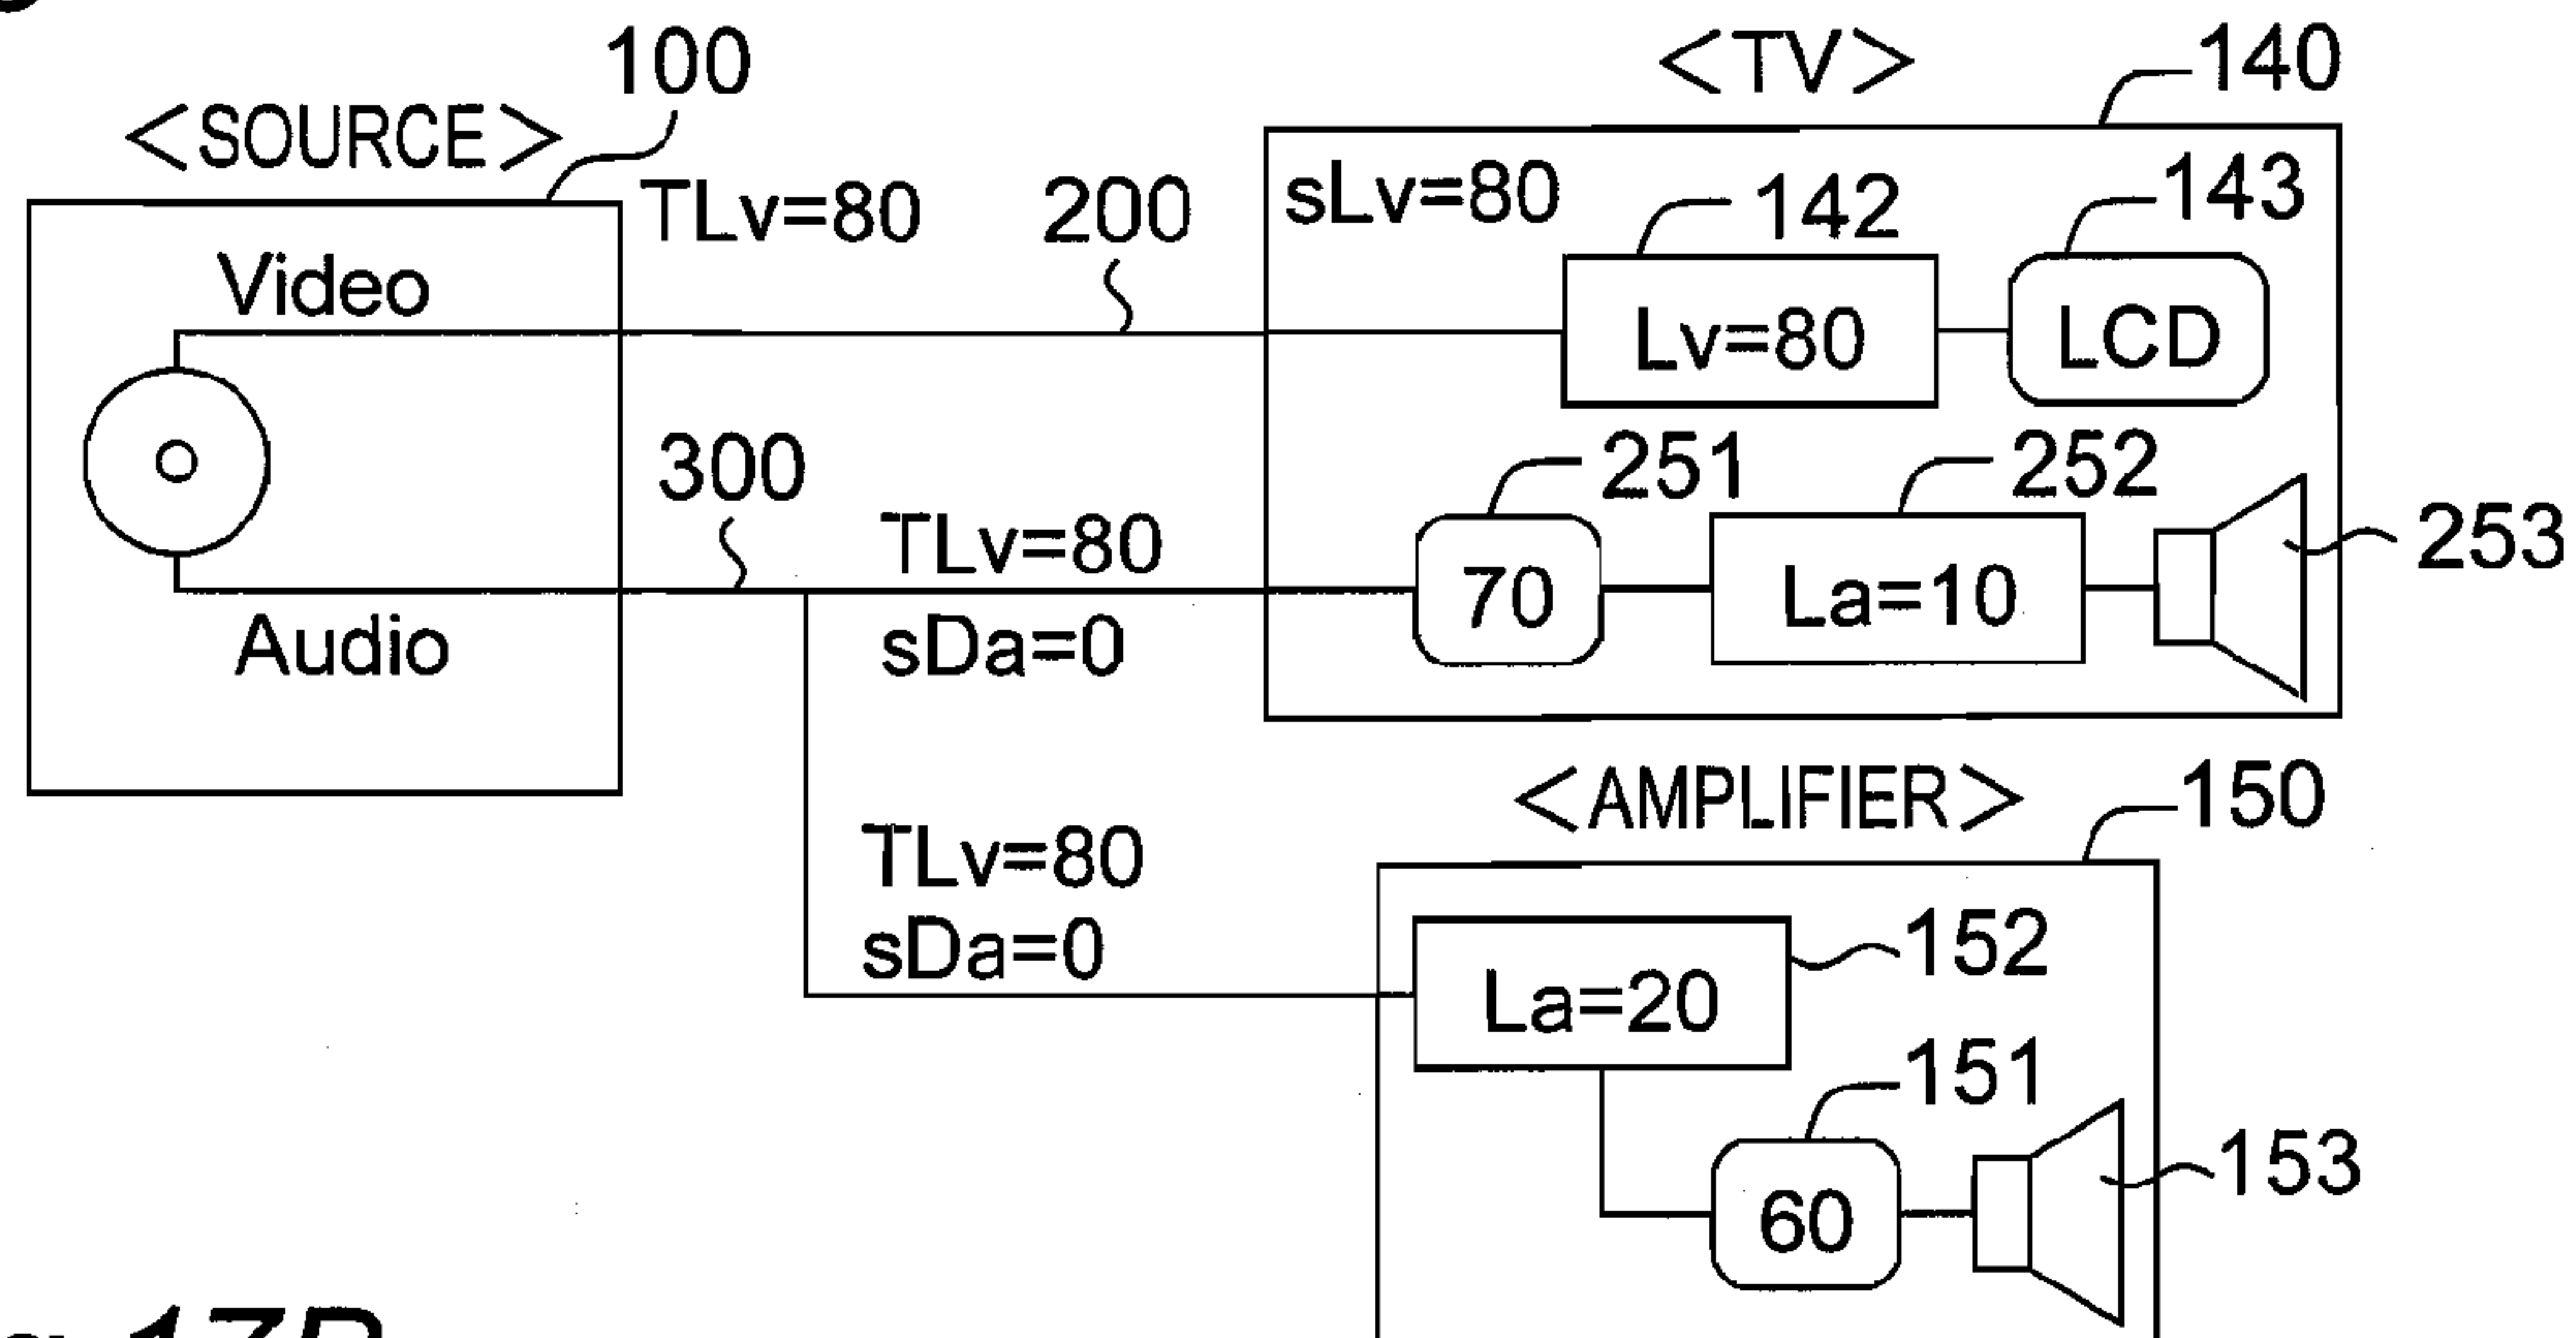 <SOURCE>
100
TLv=80
200
Video
Audio
300
TLv=80
sDa=0
<TV>
140
sLv=80
142
Lv=80
143
LCD
251
70
252
La=10
253
TLv=80
sDa=0
<AMPLIFIER>
150
La=20
152
151
60
153
17B